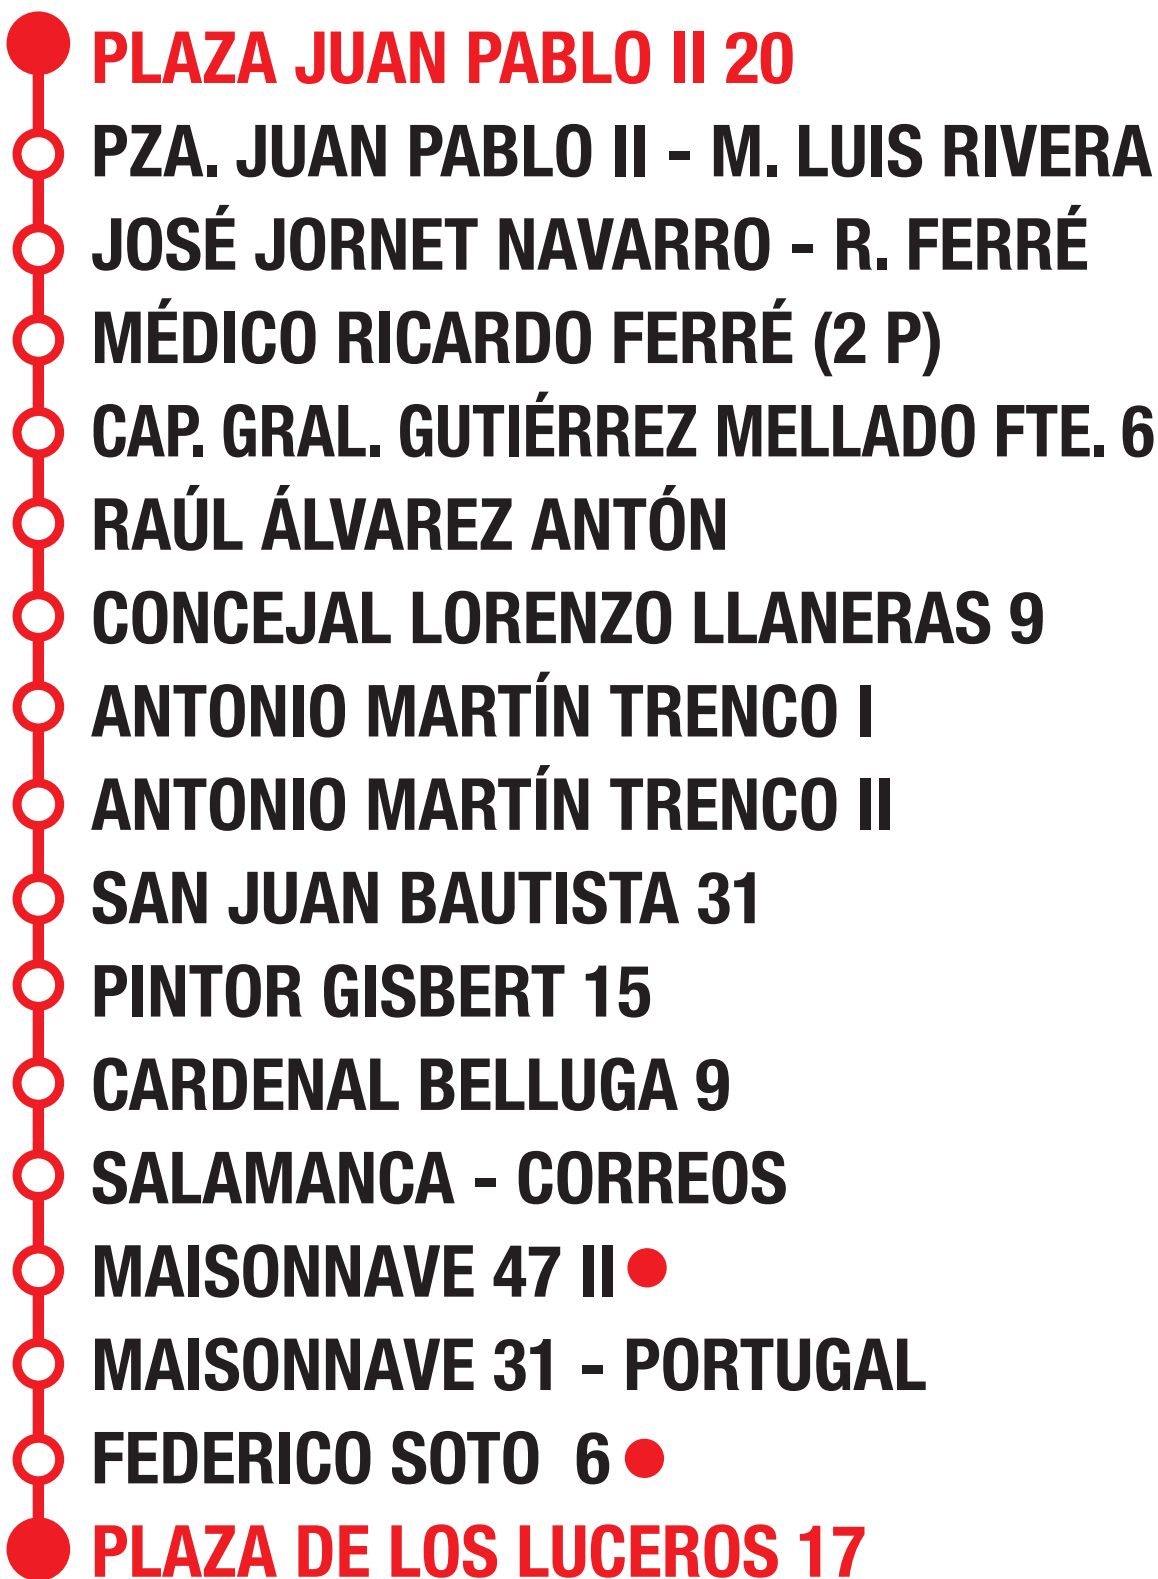 PLAZA JUAN PABLO II 20
PZA. JUAN PABLO II - M. LUIS RIVERA
JOSÉ JORNET NAVARRO - R. FERRÉ
MÉDICO RICARDO FERRÉ (2 P)
CAP. GRAL. GUTIÉRREZ MELLADO FTE. 6
RAÚL ÁLVAREZ ANTÓN
CONCEJAL LORENZO LLANERAS 9
ANTONIO MARTÍN TRENCO I
ANTONIO MARTÍN TRENCO II
SAN JUAN BAUTISTA 31
PINTOR GISBERT 15
CARDENAL BELLUGA 9
SALAMANCA - CORREOS
MAISONNAVE 47 II
MAISONNAVE 31 - PORTUGAL
FEDERICO SOTO 6
PLAZA DE LOS LUCEROS 17